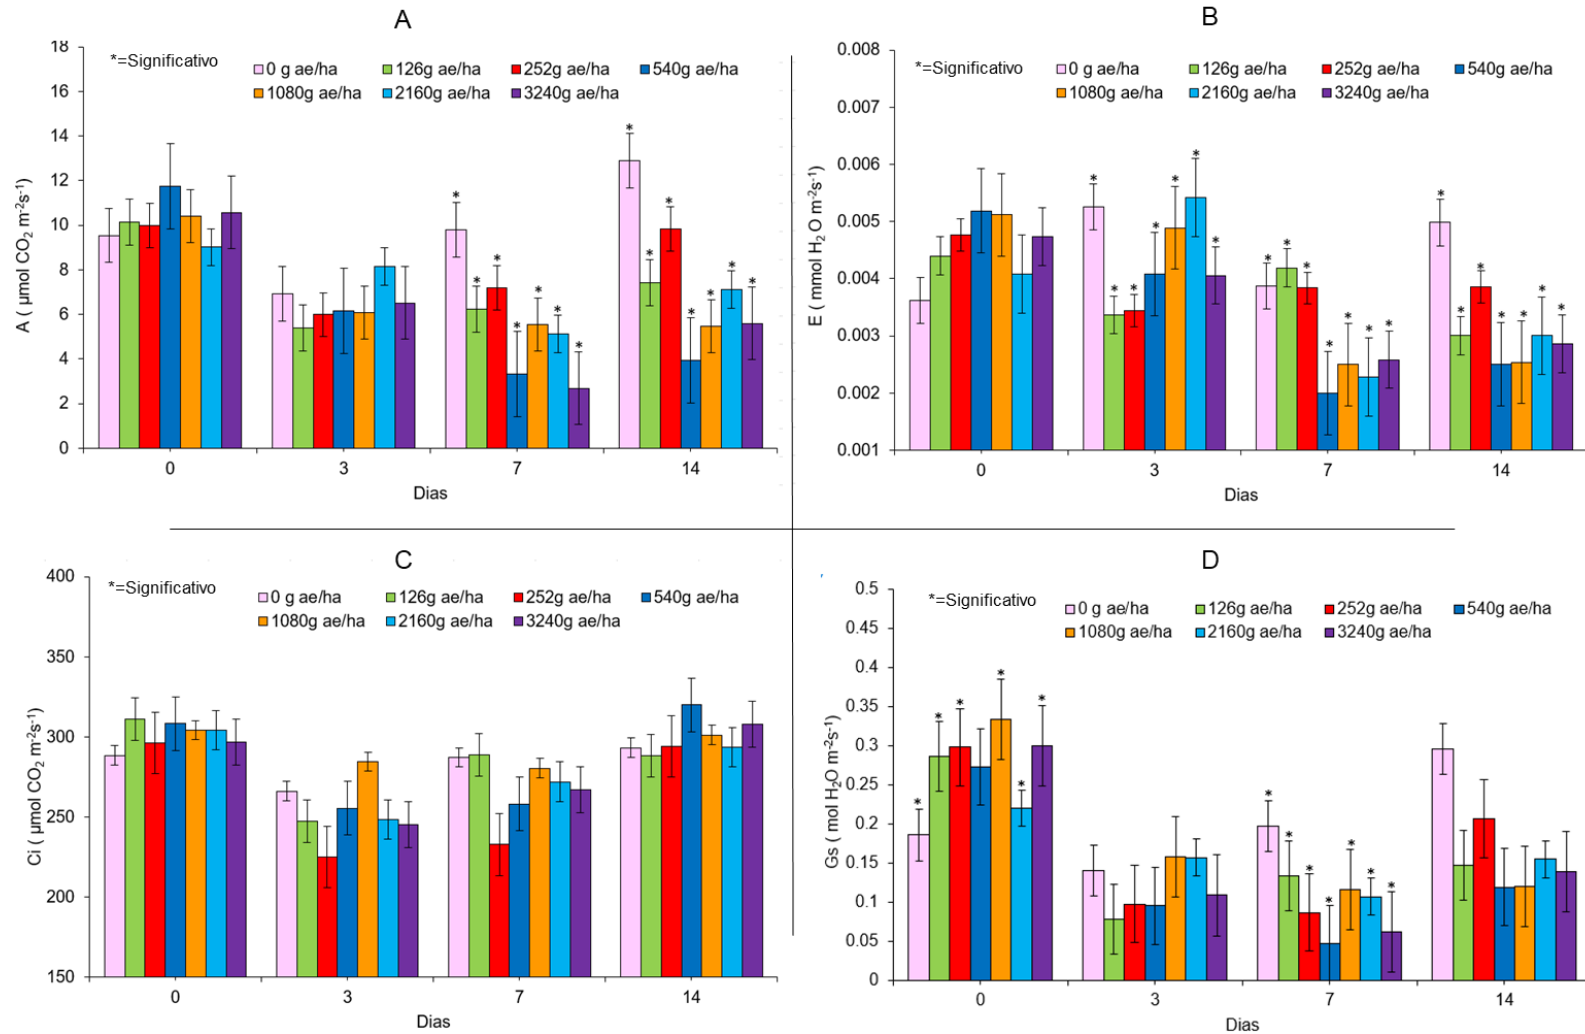 A
*=Significativo
0 g ae/ha 126g ae/ha 252g ae/ha 540g ae/ha
1080g ae/ha 2160g ae/ha 3240g ae/ha
18
16
14
12
10
8
6
4
2
0
A ( µmol CO₂ m⁻²s⁻¹)
* * * * * * *
* * * * * * *
0 3 7 14
Dias
B
*=Significativo
0 g ae/ha 126g ae/ha 252g ae/ha 540g ae/ha
1080g ae/ha 2160g ae/ha 3240g ae/ha
0.008
0.007
0.006
0.005
0.004
0.003
0.002
0.001
E ( mmol H₂O m⁻²s⁻¹)
* * * * * * *
* * * * * * *
* * * * * * *
0 3 7 14
Dias
C
*=Significativo
0 g ae/ha 126g ae/ha 252g ae/ha 540g ae/ha
1080g ae/ha 2160g ae/ha 3240g ae/ha
400
350
300
250
200
150
Ci ( µmol CO₂ m⁻²s⁻¹)
0 3 7 14
Dias
D
*=Significativo
0 g ae/ha 126g ae/ha 252g ae/ha 540g ae/ha
1080g ae/ha 2160g ae/ha 3240g ae/ha
0.5
0.45
0.4
0.35
0.3
0.25
0.2
0.15
0.1
0.05
0
Gs ( mol H₂O m⁻²s⁻¹)
* * * * * *
* * * * * * *
0 3 7 14
Dias